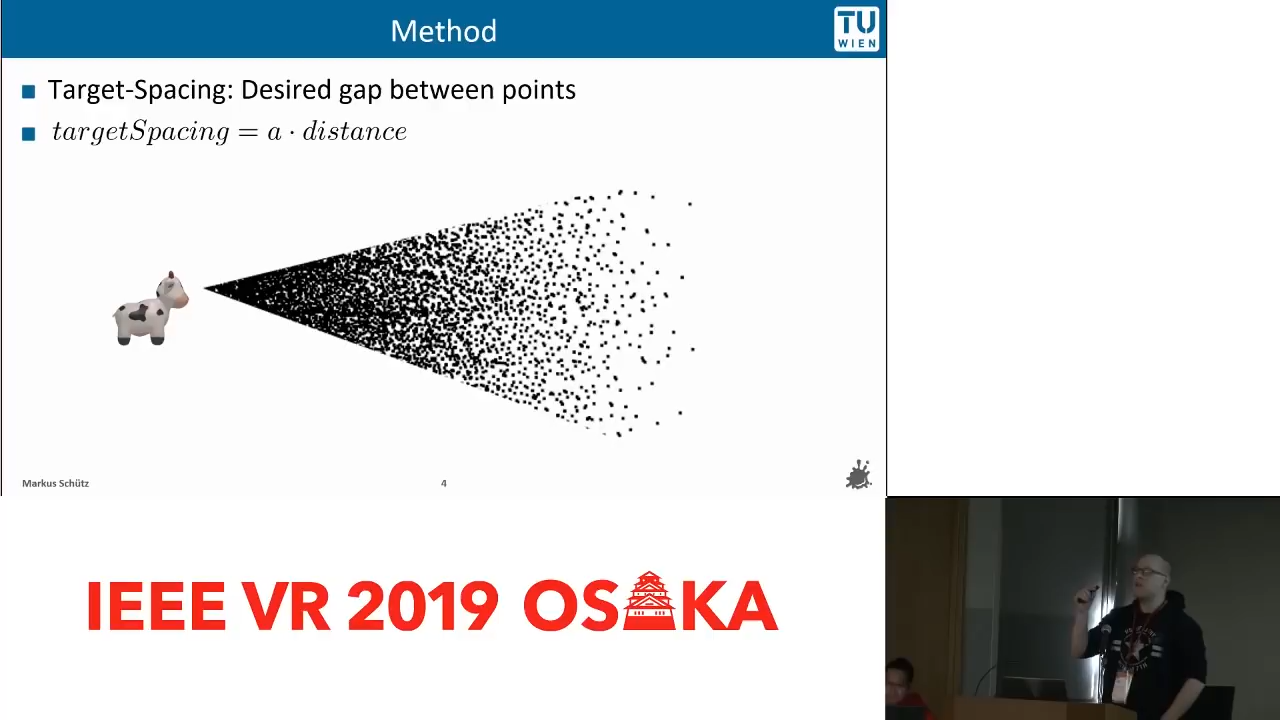 Method
TU
WIEN
Target-Spacing: Desired gap between points
targetSpacing = a · distance
Markus Schütz
4
IEEE VR 2019 OSAKA